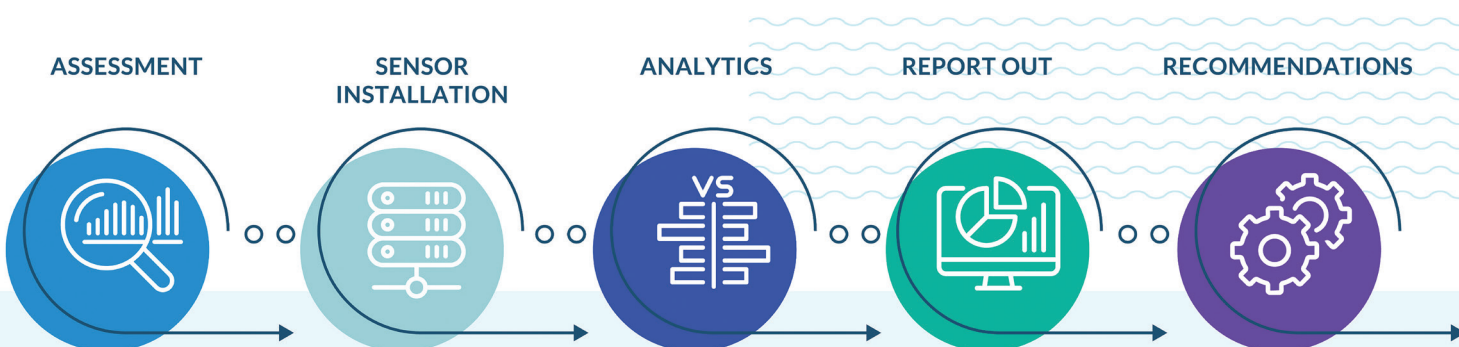 ASSESSMENT
SENSOR
INSTALLATION
ANALYTICS
REPORT OUT
RECOMMENDATIONS
VS